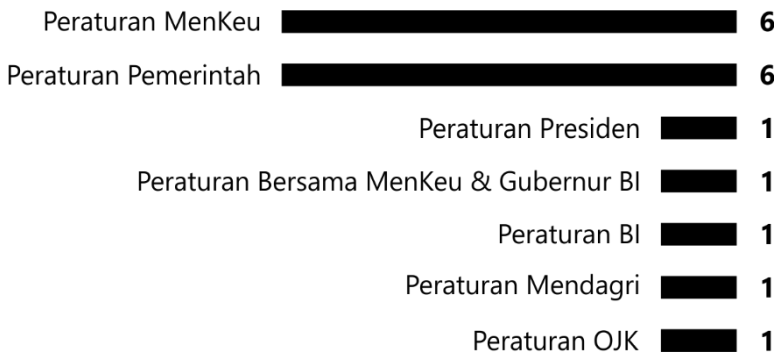 Peraturan MenKeu 6
Peraturan Pemerintah 6
Peraturan Presiden 1
Peraturan Bersama MenKeu & Gubernur BI 1
Peraturan BI 1
Peraturan Mendagri 1
Peraturan OJK 1